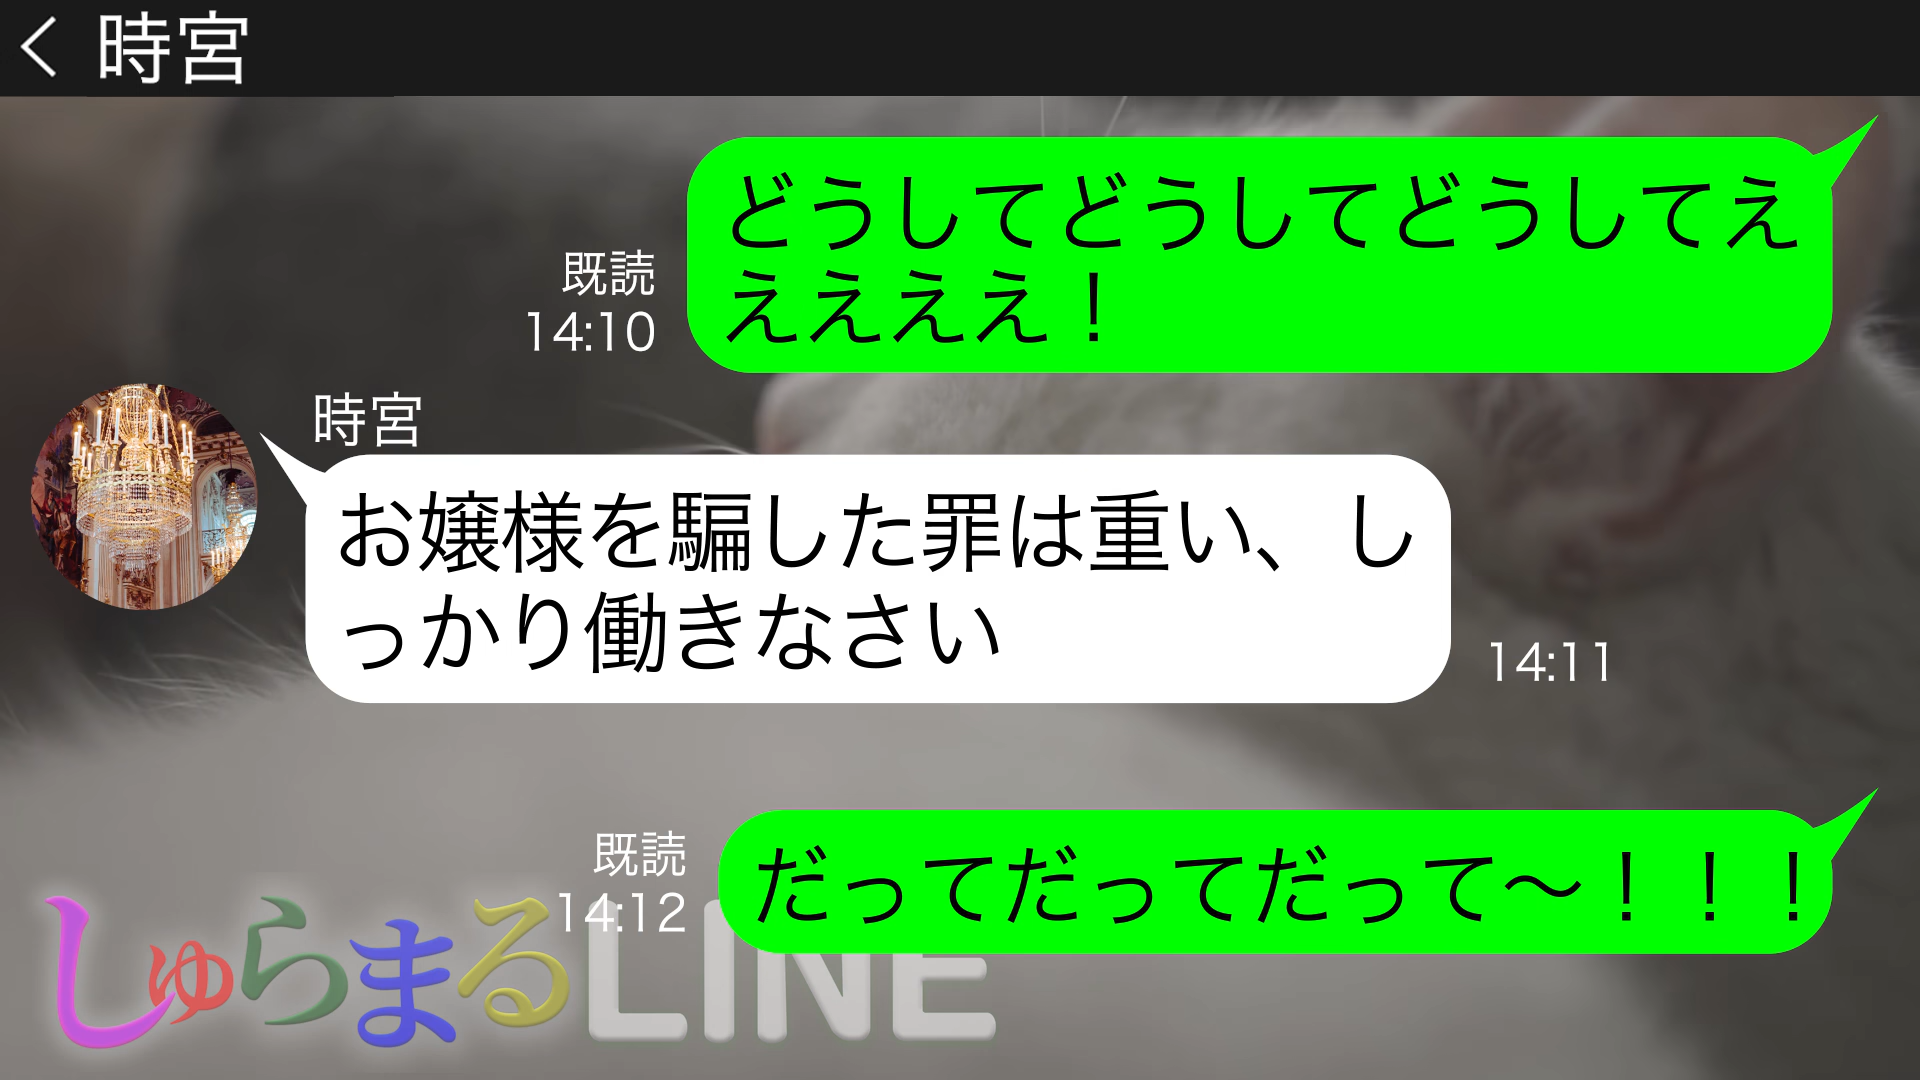 時宮
どうしてどうしてどうしてえ
ええええ！
既読
14:10
時宮
お嬢様を騙した罪は重い、し
っかり働きなさい
14:11
だってだってだって〜！！！
既読
14:12
しゅらまるLINE